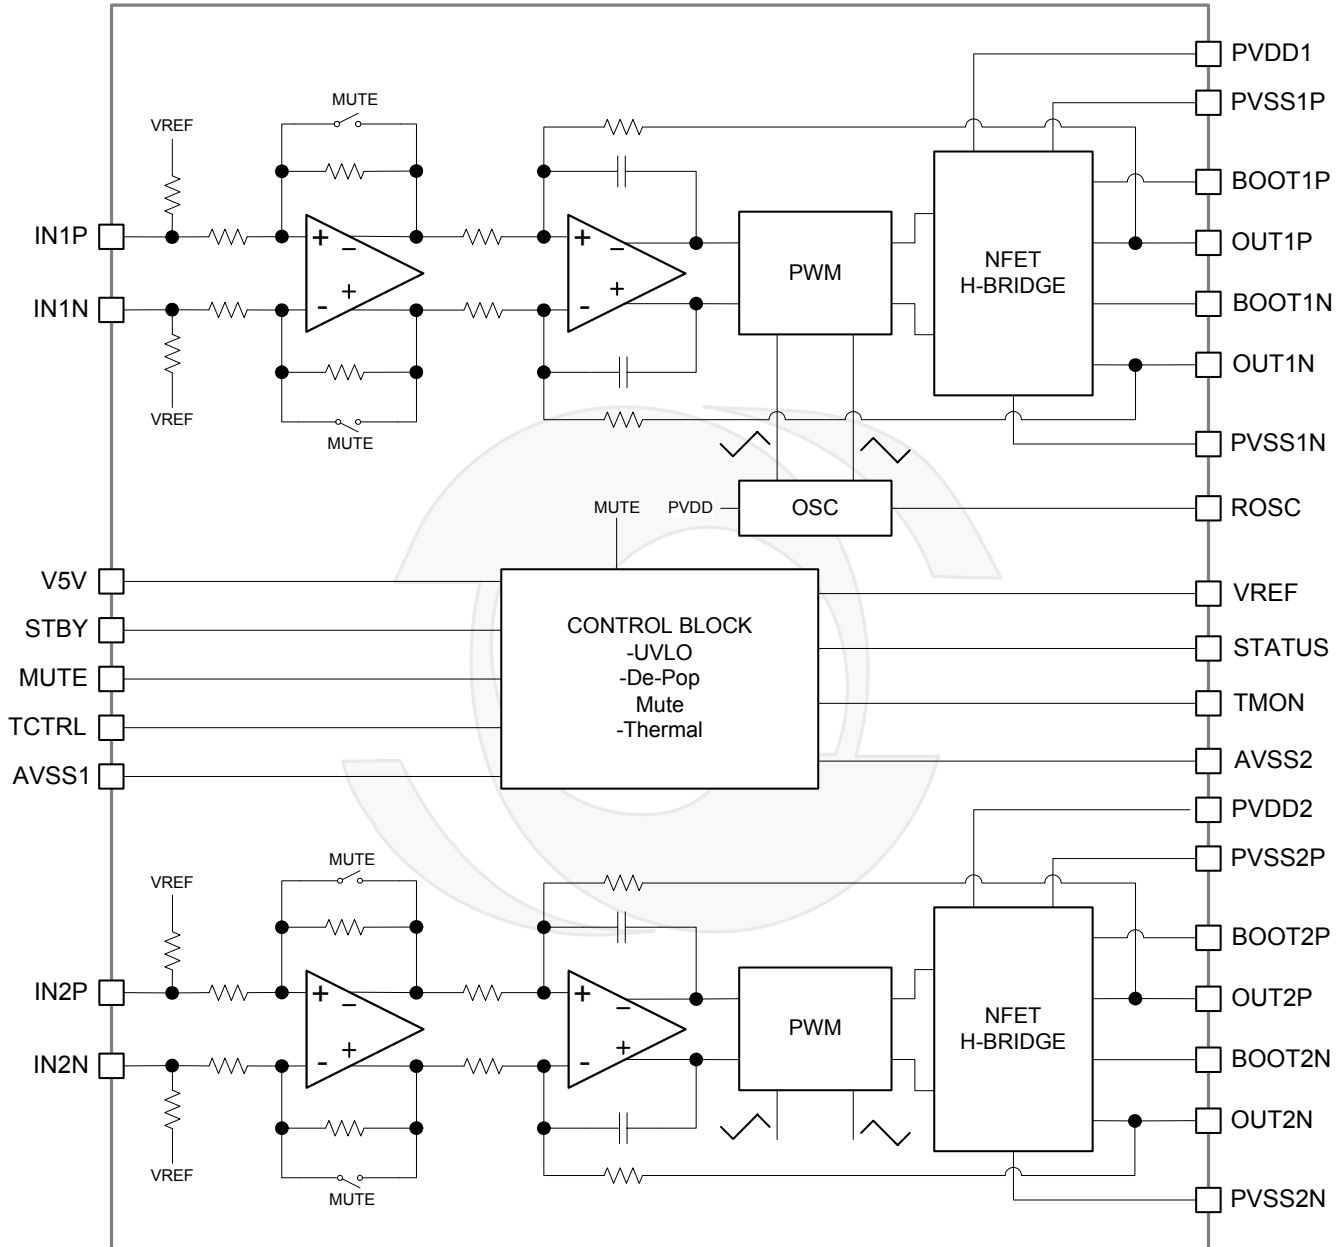 PVDD1
PVSS1P
MUTE
VREF
BOOT1P
IN1P
+
−
PWM
NFET
H-BRIDGE
+
−
OUT1P
IN1N
-
+
-
+
BOOT1N
OUT1N
VREF
MUTE
PVSS1N
MUTE
PVDD
OSC
ROSC
V5V
STBY
MUTE
TCTRL
AVSS1
CONTROL BLOCK
-UVLO
-De-Pop
Mute
-Thermal
VREF
STATUS
TMON
AVSS2
PVDD2
PVSS2P
MUTE
VREF
BOOT2P
IN2P
+
−
PWM
NFET
H-BRIDGE
+
−
OUT2P
IN2N
-
+
-
+
BOOT2N
OUT2N
VREF
MUTE
PVSS2N